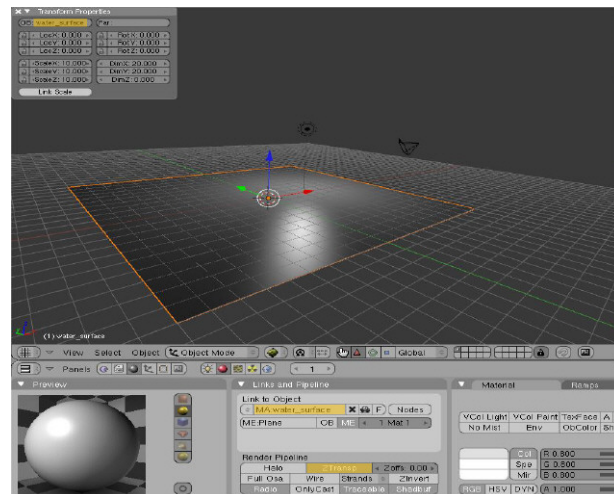 Transform Properties
OB: water_surface Par:
LocX: 0.000 RotX: 0.000
LocY: 0.000 RotY: 0.000
LocZ: 0.000 RotZ: 0.000
ScaleX: 10.000 DimX: 20.000
ScaleY: 10.000 DimY: 20.000
ScaleZ: 10.000 DimZ: 0.000
Link Scale
(1) water_surface
View Select Object Object Mode Global
Panels 1
Preview
Links and Pipeline
Material Ramps
Link to Object
MA:water_surface F Nodes
ME:Plane OB ME 1 Mat 1
Render Pipeline
Halo ZTransp Zoffs: 0.00
Full Osa Wire Strands ZInvert
Radio OnlyCast Traceable Shadbuf
VCol Light VCol Paint TexFace A
No Mist Env ObColor Sh
Col R 0.800
Spe G 0.800
Mir B 0.800
RGB HSV DYN A 1.000